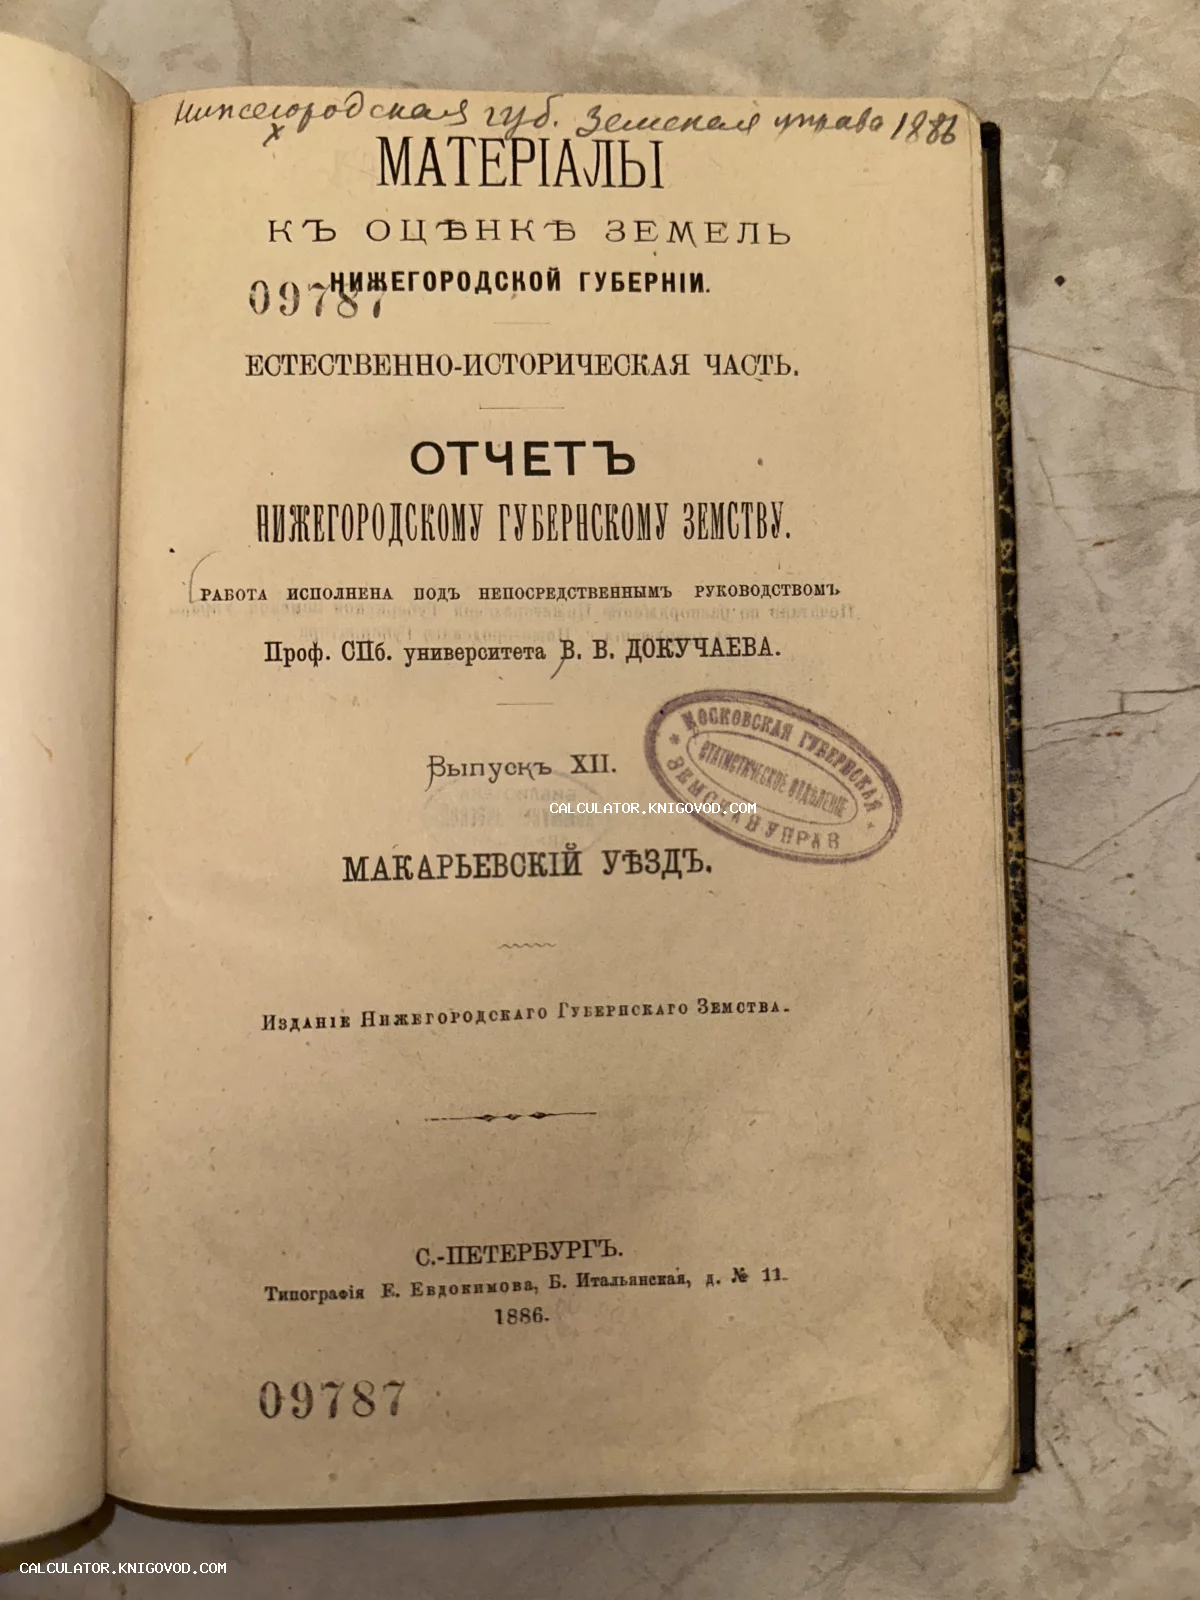 Нижегородская губ. Земская управа 1886
х
МАТЕРІАЛЫ
КЪ ОЦѢНКѢ ЗЕМЕЛЬ
НИЖЕГОРОДСКОЙ ГУБЕРНІИ.
09787
ЕСТЕСТВЕННО-ИСТОРИЧЕСКАЯ ЧАСТЬ.
ОТЧЕТЪ
НИЖЕГОРОДСКОМУ ГУБЕРНСКОМУ ЗЕМСТВУ.
РАБОТА ИСПОЛНЕНА ПОДЪ НЕПОСРЕДСТВЕННЫМЪ РУКОВОДСТВОМЪ
Проф. СПб. университета В. В. ДОКУЧАЕВА.
МОСКОВСКАЯ ГУБЕРНСКАЯ
СТАТИСТИЧЕСКОЕ ОТДѢЛЕНІЕ
ЗЕМСКАЯ УПРАВ
Выпускъ XII.
CALCULATOR.KNIGOVOD.COM
МАКАРЬЕВСКІЙ УѢЗДЪ.
Изданіе Нижегородскаго Губернскаго Земства.
С.-ПЕТЕРБУРГЪ.
Типографія Е. Евдокимова, Б. Итальянская, д. № 11.
1886.
09787
CALCULATOR.KNIGOVOD.COM